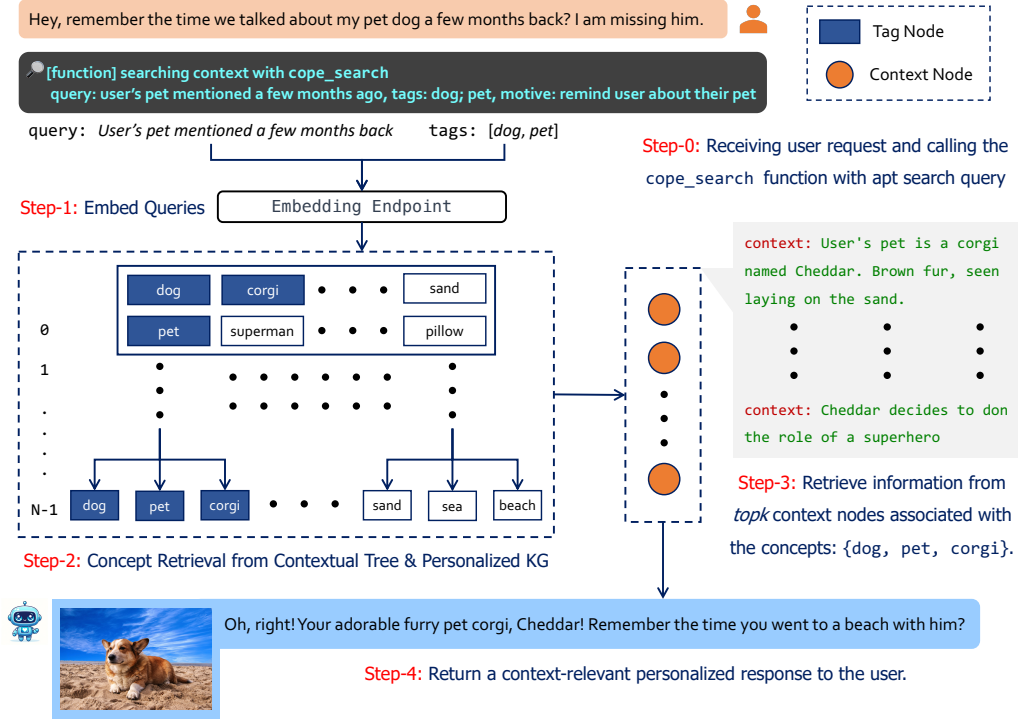 Hey, remember the time we talked about my pet dog a few months back? I am missing him.
Tag Node
Context Node
[function] searching context with cope_search
query: user's pet mentioned a few months ago, tags: dog; pet, motive: remind user about their pet
query: User's pet mentioned a few months back tags: [dog, pet]
Step-0: Receiving user request and calling the
cope_search function with apt search query
Step-1: Embed Queries
Embedding Endpoint
dog corgi sand
0
pet superman pillow
1
.
.
.
.
N-1
dog pet corgi sand sea beach
Step-2: Concept Retrieval from Contextual Tree & Personalized KG
context: User's pet is a corgi
named Cheddar. Brown fur, seen
laying on the sand.
context: Cheddar decides to don
the role of a superhero
Step-3: Retrieve information from
topk context nodes associated with
the concepts: {dog, pet, corgi}.
Oh, right! Your adorable furry pet corgi, Cheddar! Remember the time you went to a beach with him?
Step-4: Return a context-relevant personalized response to the user.